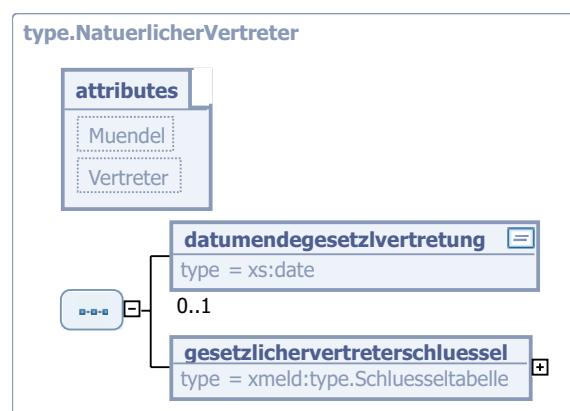 type.NatuerlicherVertreter
attributes
Muendel
Vertreter
datumendegesetzlvertretung
type = xs:date
0..1
gesetzlichervertreterschluessel
type = xmeld:type.Schluesseltabelle